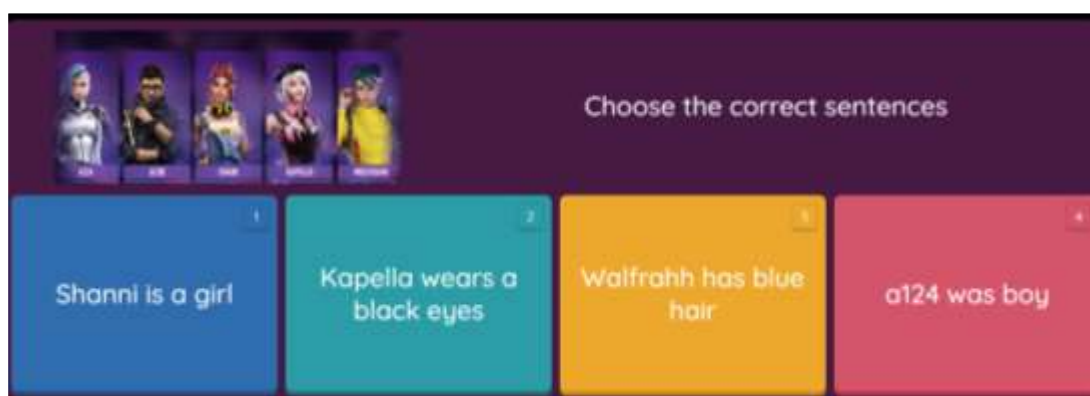 Choose the correct sentences
1
Shanni is a girl
2
Kapella wears a
black eyes
3
Walfrahh has blue
hair
4
a124 was boy